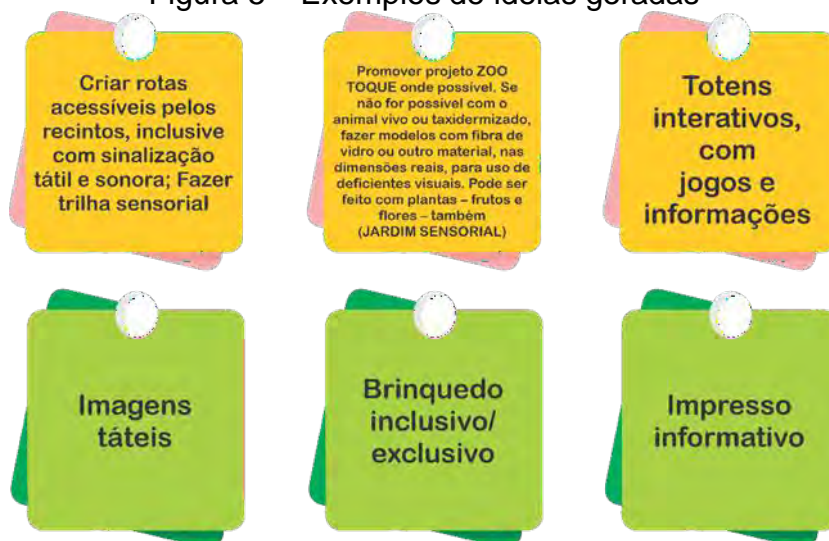 Figura 8 – Exemplos de ideias geradas
Criar rotas
acessíveis pelos
recintos, inclusive
com sinalização
tátil e sonora; Fazer
trilha sensorial
Promover projeto ZOO
TOQUE onde possível. Se
não for possível com o
animal vivo ou taxidermizado,
fazer modelos com fibra de
vidro ou outro material, nas
dimensões reais, para uso de
deficientes visuais. Pode ser
feito com plantas – frutos e
flores – também
(JARDIM SENSORIAL)
Totens
interativos,
com
jogos e
informações
Imagens
táteis
Brinquedo
inclusivo/
exclusivo
Impresso
informativo